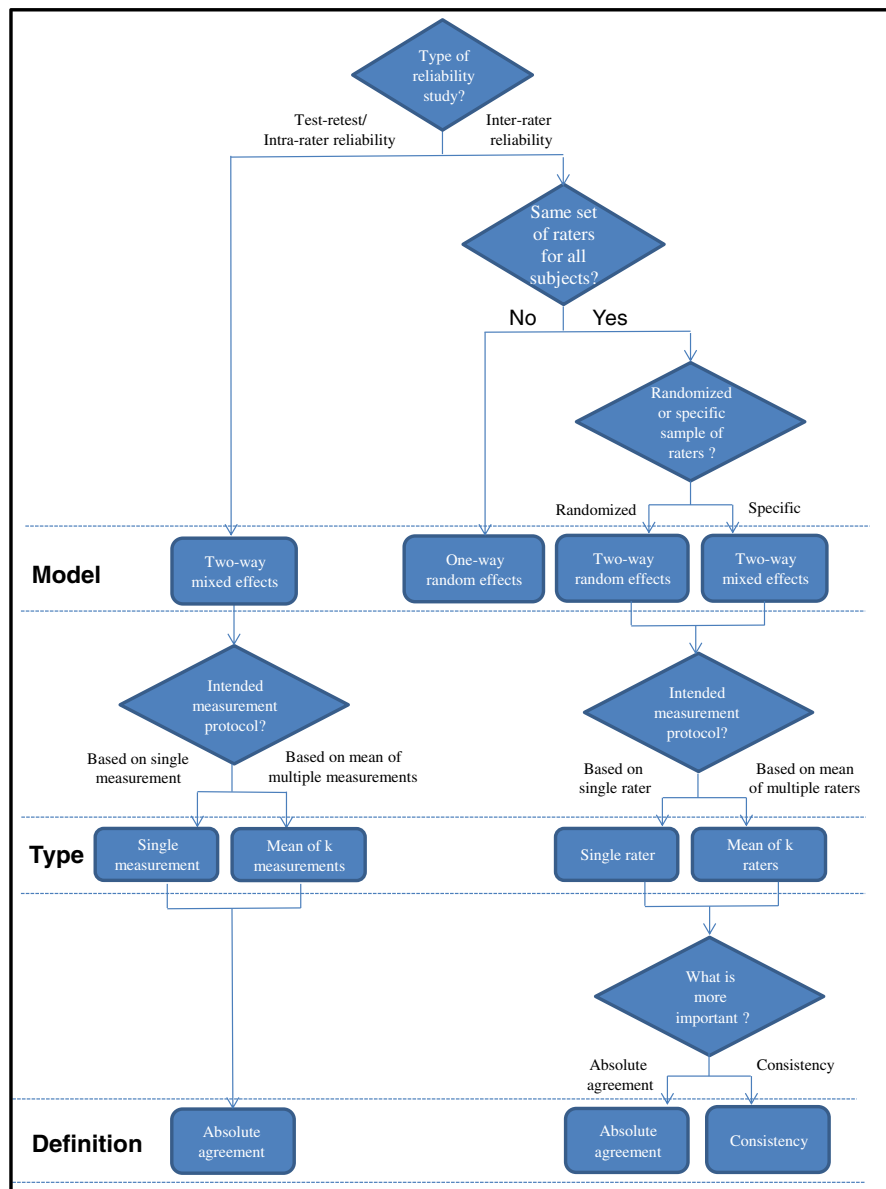 Type of
reliability
study?
Test-retest/
Intra-rater reliability
Inter-rater
reliability
Same set
of raters
for all
subjects?
No
Yes
Randomized
or specific
sample of
raters ?
Randomized
Specific
Model
Two-way
mixed effects
One-way
random effects
Two-way
random effects
Two-way
mixed effects
Intended
measurement
protocol?
Based on single
measurement
Based on mean of
multiple measurements
Intended
measurement
protocol?
Based on
single rater
Based on mean
of multiple raters
Type
Single
measurement
Mean of k
measurements
Single rater
Mean of k
raters
What is
more
important ?
Absolute
agreement
Consistency
Definition
Absolute
agreement
Absolute
agreement
Consistency